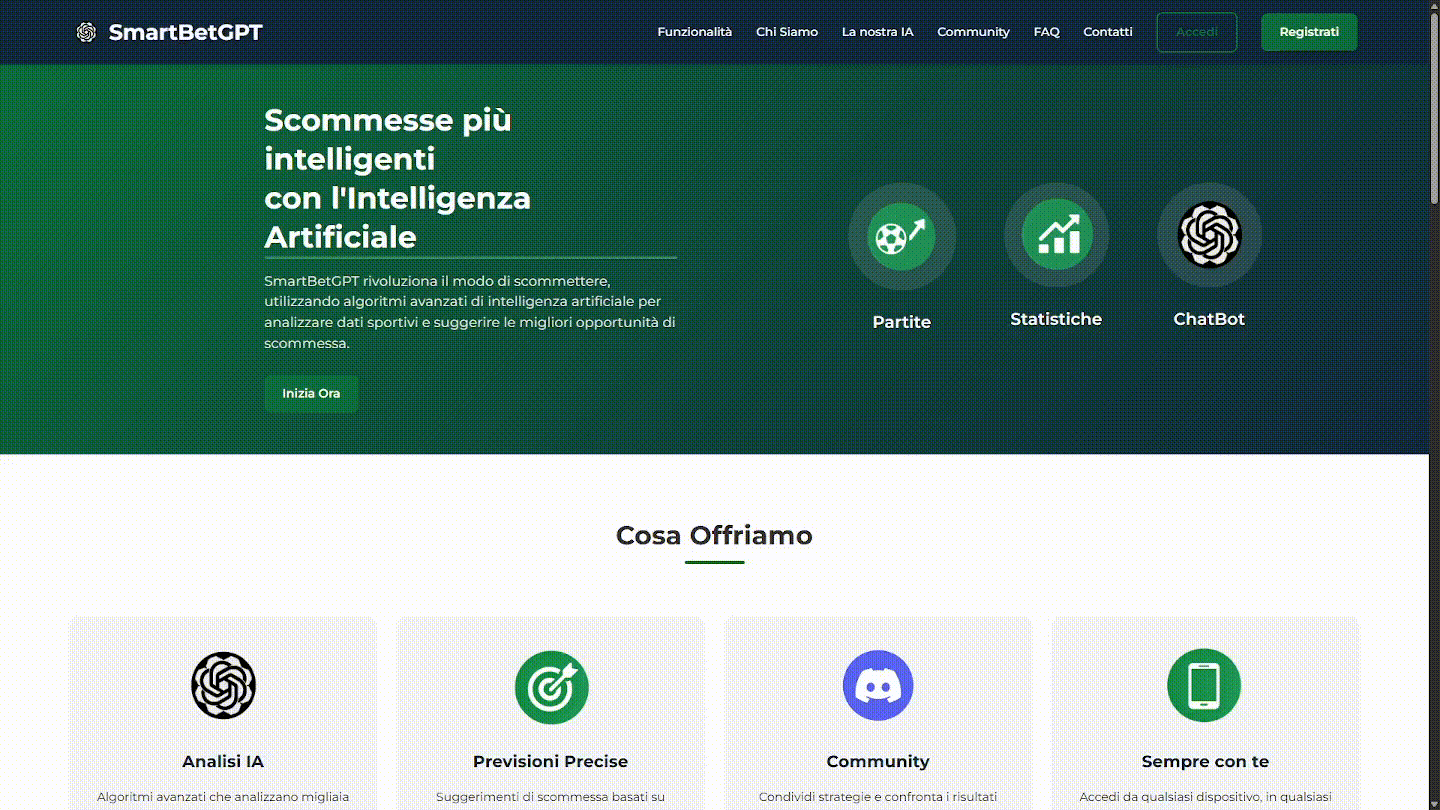 SmartBetGPT
Funzionalità
Chi Siamo
La nostra IA
Community
FAQ
Contatti
Accedi
Registrati
Scommesse più
intelligenti
con l'Intelligenza
Artificiale
SmartBetGPT rivoluziona il modo di scommettere,
utilizzando algoritmi avanzati di intelligenza artificiale per
analizzare dati sportivi e suggerire le migliori opportunità di
scommessa.
Inizia Ora
Partite
Statistiche
ChatBot
Cosa Offriamo
Analisi IA
Algoritmi avanzati che analizzano migliaia
Previsioni Precise
Suggerimenti di scommessa basati su
Community
Condividi strategie e confronta i risultati
Sempre con te
Accedi da qualsiasi dispositivo, in qualsiasi